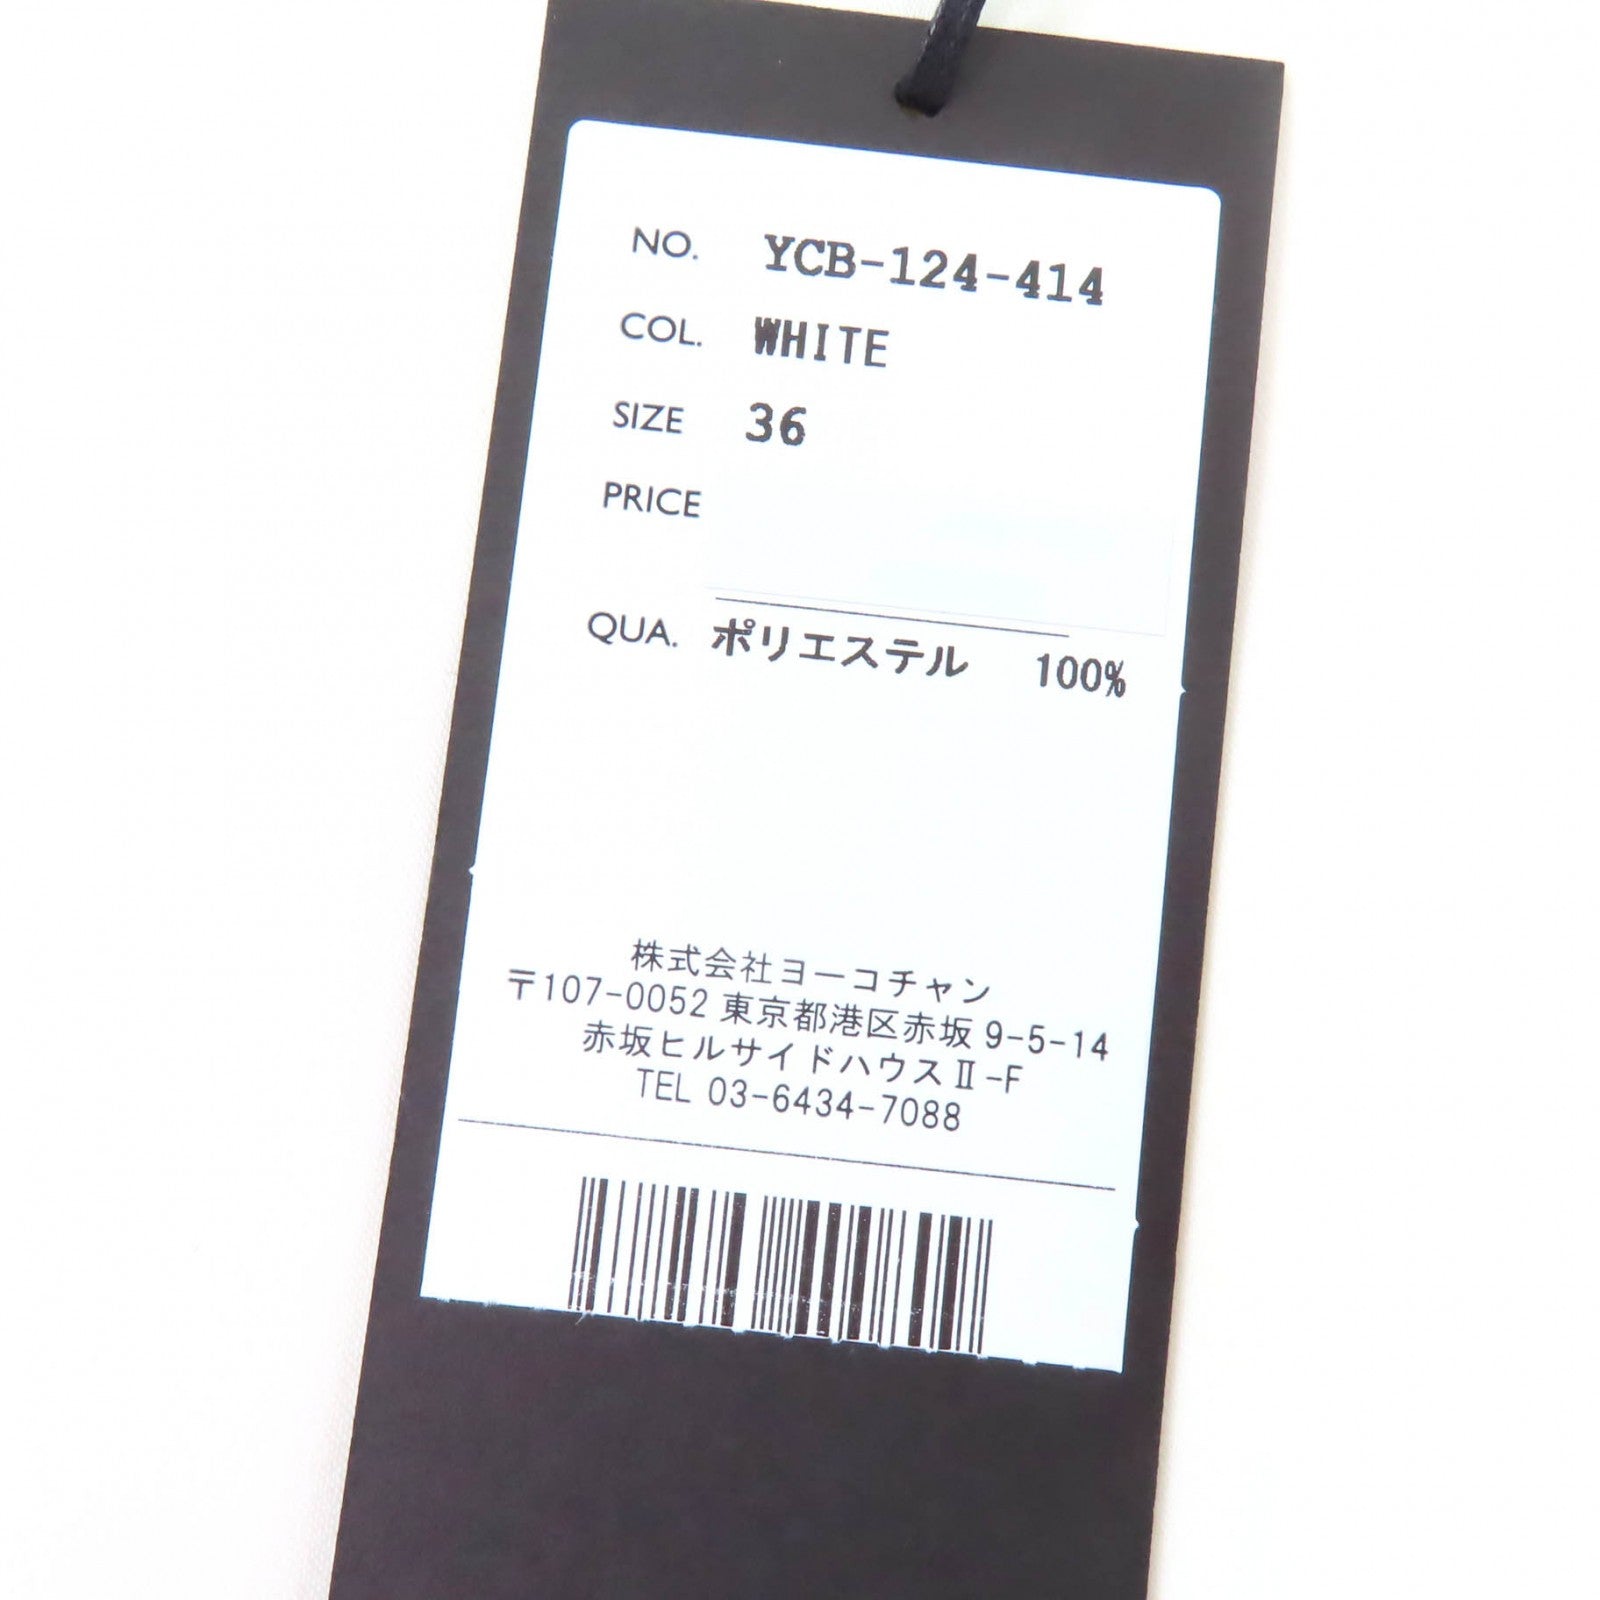 NO. YCB-124-414
COL. WHITE
SIZE 36
PRICE
QUA. ポリエステル 100%
株式会社ヨーコチャン
〒107-0052 東京都港区赤坂 9-5-14
赤坂ヒルサイドハウスⅡ-F
TEL 03-6434-7088